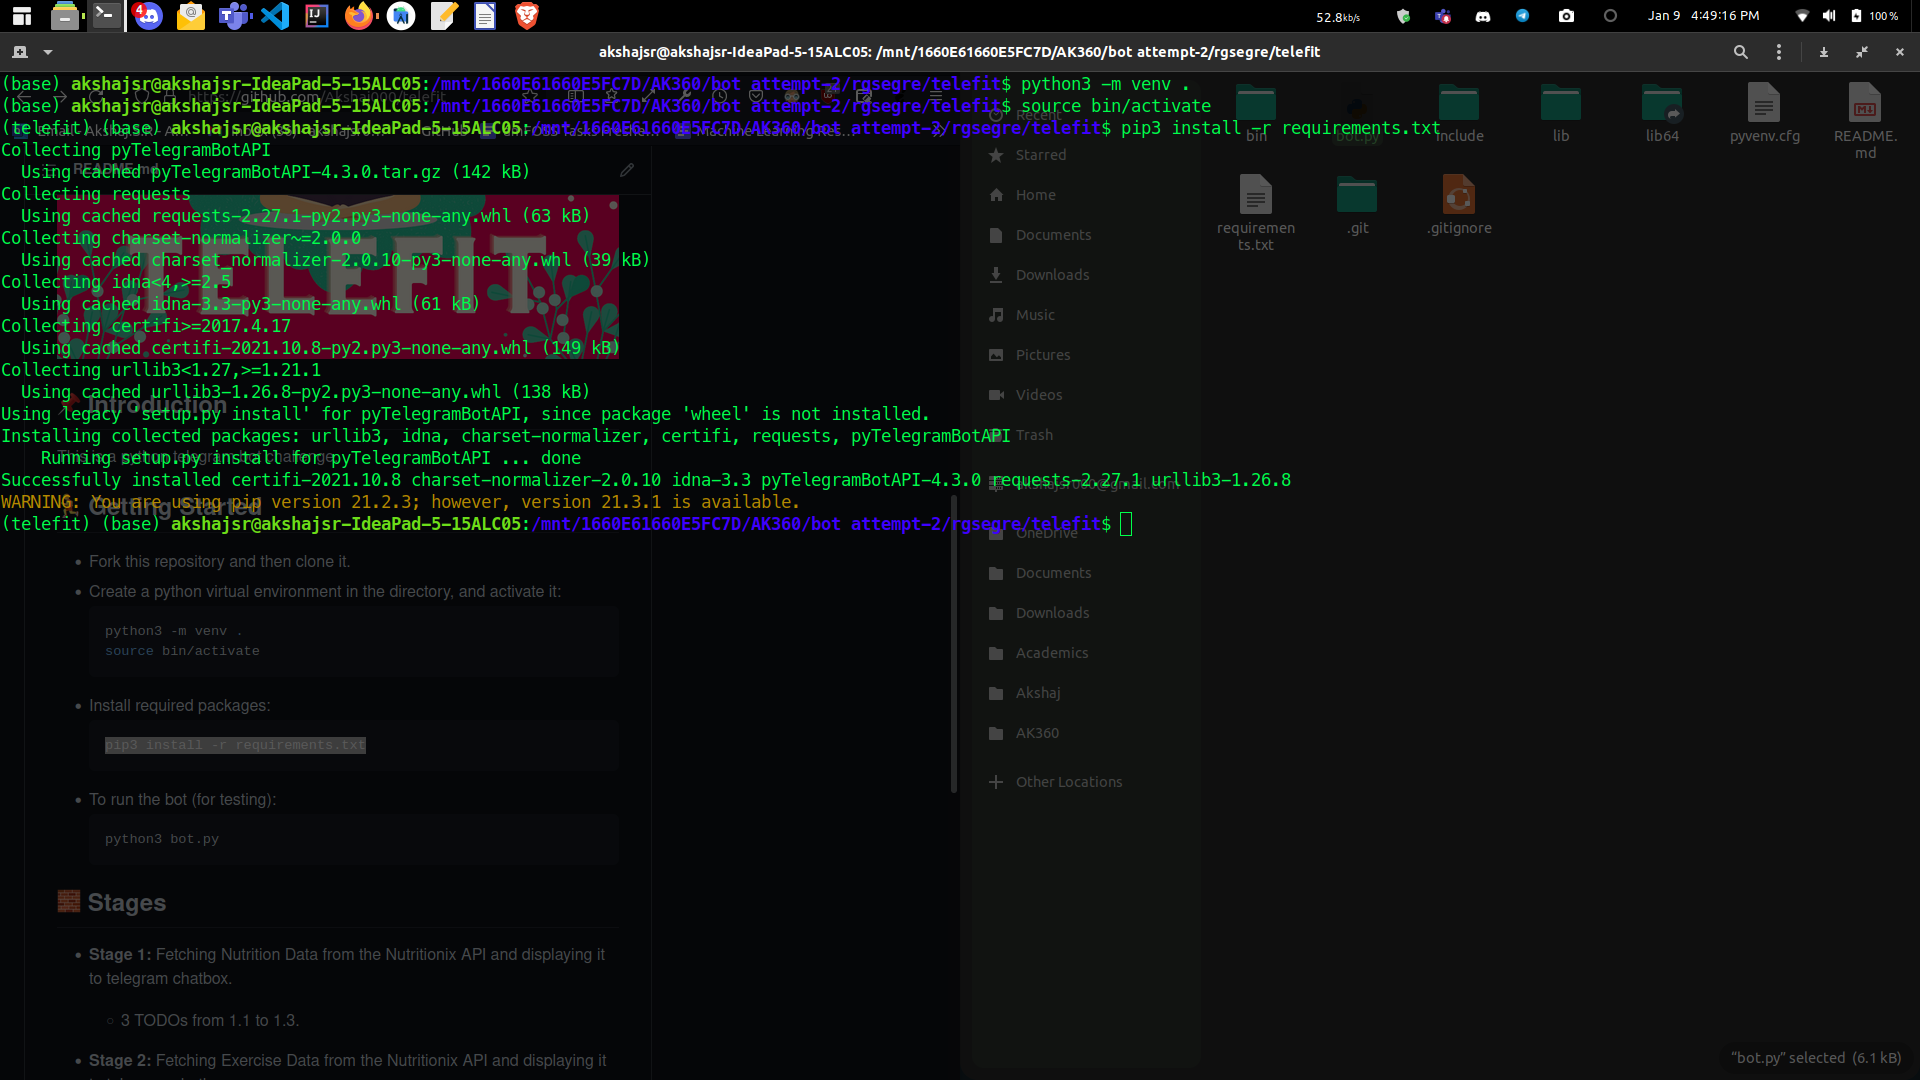 4
52.8kb/s
Jan 9 4:49:16 PM
100 %
akshajsr@akshajsr-IdeaPad-5-15ALC05: /mnt/1660E61660E5FC7D/AK360/bot attempt-2/rgsegre/telefit
(base) akshajsr@akshajsr-IdeaPad-5-15ALC05:/mnt/1660E61660E5FC7D/AK360/bot attempt-2/rgsegre/telefit$ python3 -m venv .
(base) akshajsr@akshajsr-IdeaPad-5-15ALC05:/mnt/1660E61660E5FC7D/AK360/bot attempt-2/rgsegre/telefit$ source bin/activate
(telefit) (base) akshajsr@akshajsr-IdeaPad-5-15ALC05:/mnt/1660E61660E5FC7D/AK360/bot attempt-2/rgsegre/telefit$ pip3 install -r requirements.txt
Collecting pyTelegramBotAPI
  Using cached pyTelegramBotAPI-4.3.0.tar.gz (142 kB)
Collecting requests
  Using cached requests-2.27.1-py2.py3-none-any.whl (63 kB)
Collecting charset-normalizer~=2.0.0
  Using cached charset_normalizer-2.0.10-py3-none-any.whl (39 kB)
Collecting idna<4,>=2.5
  Using cached idna-3.3-py3-none-any.whl (61 kB)
Collecting certifi>=2017.4.17
  Using cached certifi-2021.10.8-py2.py3-none-any.whl (149 kB)
Collecting urllib3<1.27,>=1.21.1
  Using cached urllib3-1.26.8-py2.py3-none-any.whl (138 kB)
Using legacy 'setup.py install' for pyTelegramBotAPI, since package 'wheel' is not installed.
Installing collected packages: urllib3, idna, charset-normalizer, certifi, requests, pyTelegramBotAPI
    Running setup.py install for pyTelegramBotAPI ... done
Successfully installed certifi-2021.10.8 charset-normalizer-2.0.10 idna-3.3 pyTelegramBotAPI-4.3.0 requests-2.27.1 urllib3-1.26.8
WARNING: You are using pip version 21.2.3; however, version 21.3.1 is available.
(telefit) (base) akshajsr@akshajsr-IdeaPad-5-15ALC05:/mnt/1660E61660E5FC7D/AK360/bot attempt-2/rgsegre/telefit$
README.md
TELEFIT
Introduction
This is a python telegram bot challenge.
Getting Started
Fork this repository and then clone it.
Create a python virtual environment in the directory, and activate it:
python3 -m venv .
source bin/activate
Install required packages:
pip3 install -r requirements.txt
To run the bot (for testing):
python3 bot.py
Stages
Stage 1: Fetching Nutrition Data from the Nutritionix API and displaying it
to telegram chatbox.
3 TODOs from 1.1 to 1.3.
Stage 2: Fetching Exercise Data from the Nutritionix API and displaying it
Recent
Starred
Home
Documents
Downloads
Music
Pictures
Videos
Trash
OneDrive
Documents
Downloads
Academics
Akshaj
AK360
Other Locations
bin
bot.py
include
lib
lib64
pyvenv.cfg
README.
md
requiremen
ts.txt
.git
.gitignore
“bot.py” selected (6.1 kB)